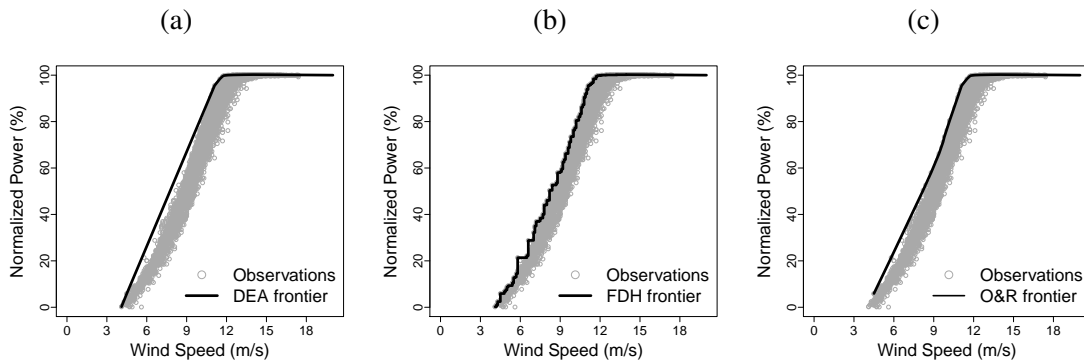 (a)
Normalized Power (%)
100
80
60
40
20
0
Observations
DEA frontier
0 3 6 9 12 15 18
Wind Speed (m/s)
(b)
Normalized Power (%)
100
80
60
40
20
0
Observations
FDH frontier
0 3 6 9 12 15 18
Wind Speed (m/s)
(c)
Normalized Power (%)
100
80
60
40
20
0
Observations
O&R frontier
0 3 6 9 12 15 18
Wind Speed (m/s)